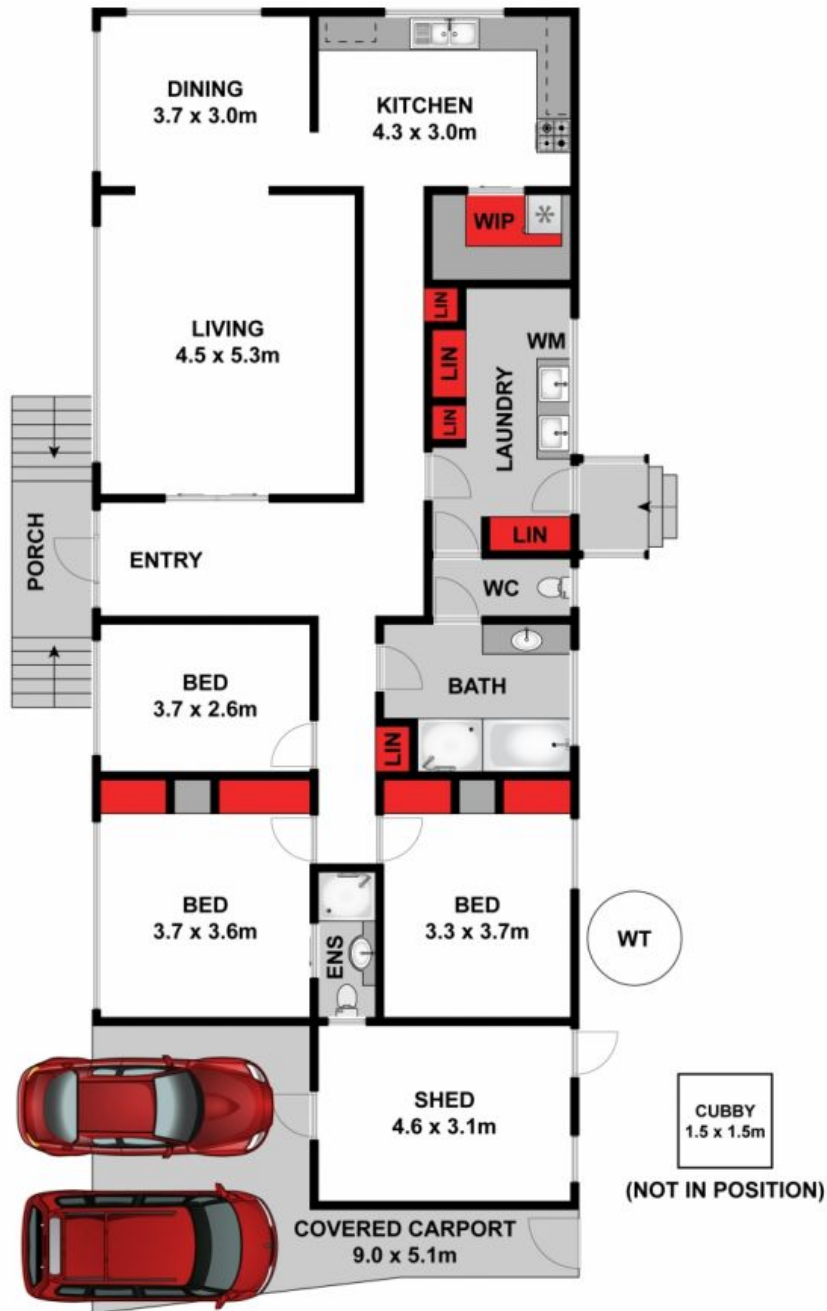 DINING
3.7 x 3.0m
KITCHEN
4.3 x 3.0m
WIP
LIVING
4.5 x 5.3m
LIN
LIN
LIN
LAUNDRY
WM
LIN
PORCH
ENTRY
WC
BED
3.7 x 2.6m
BATH
LIN
BED
3.7 x 3.6m
ENS
BED
3.3 x 3.7m
WT
SHED
4.6 x 3.1m
CUBBY
1.5 x 1.5m
(NOT IN POSITION)
COVERED CARPORT
9.0 x 5.1m